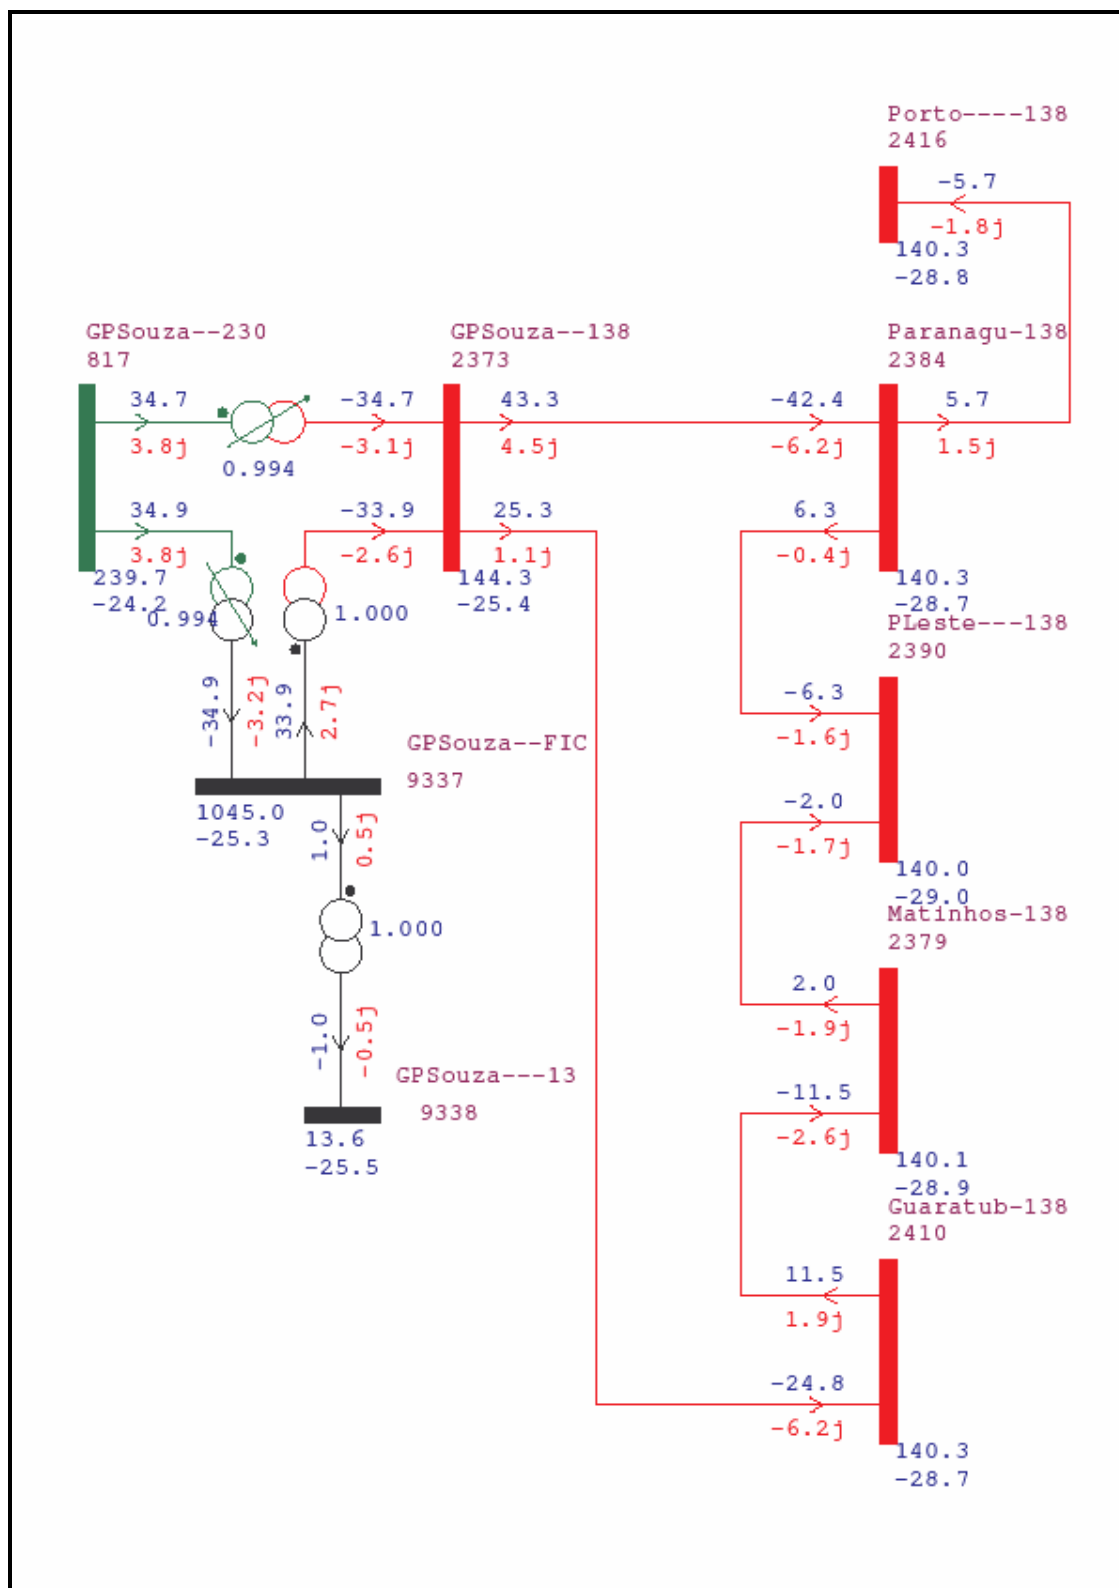 Porto----138
2416
-5.7
-1.8j
140.3
-28.8
GPSouza--230
817
GPSouza--138
2373
Paranagu-138
2384
34.7
3.8j
0.994
-34.7
-3.1j
43.3
4.5j
-42.4
-6.2j
5.7
1.5j
34.9
3.8j
-33.9
-2.6j
25.3
1.1j
6.3
-0.4j
239.7
-24.2
0.994
1.000
144.3
-25.4
140.3
-28.7
PLeste---138
2390
-34.9
-3.2j
33.9
2.7j
-6.3
-1.6j
GPSouza--FIC
9337
1045.0
-25.3
-2.0
-1.7j
140.0
-29.0
1.0
0.5j
1.000
Matinhos-138
2379
2.0
-1.9j
-1.0
-0.5j
GPSouza---13
9338
13.6
-25.5
-11.5
-2.6j
140.1
-28.9
Guaratub-138
2410
11.5
1.9j
-24.8
-6.2j
140.3
-28.7